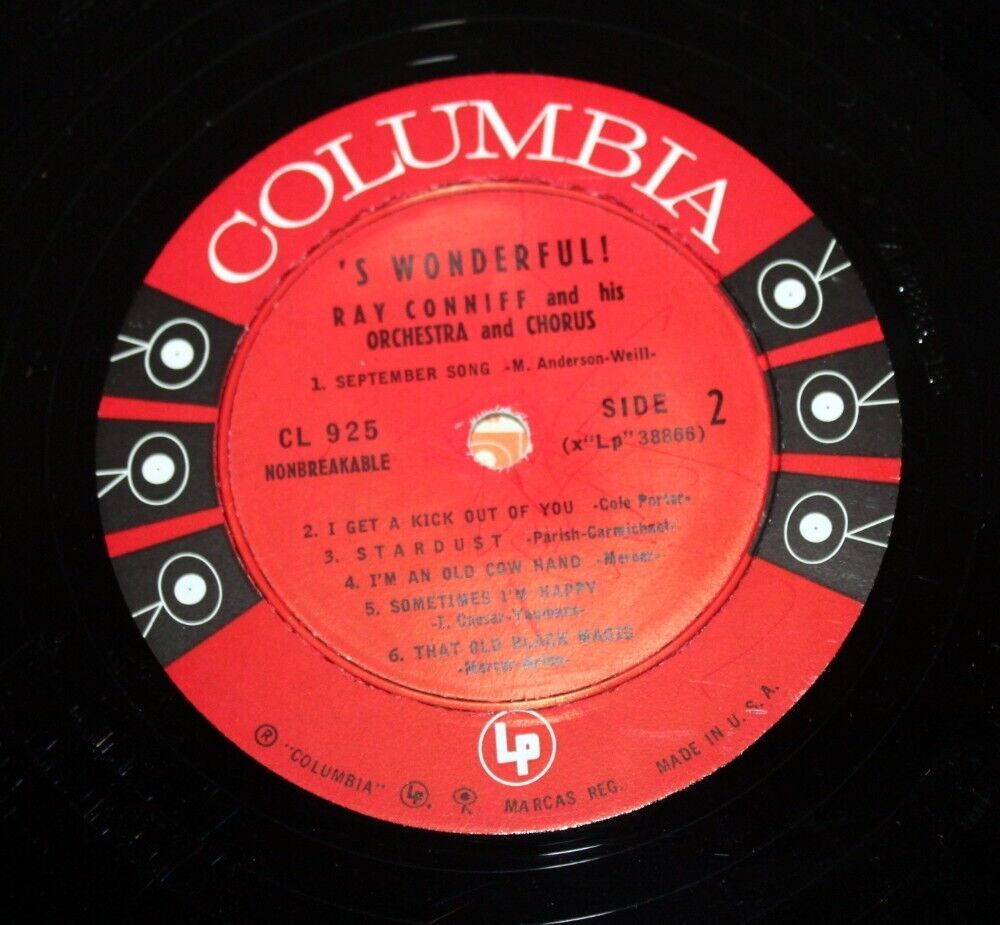 COLUMBIA
'S WONDERFUL!
RAY CONNIFF and his
ORCHESTRA and CHORUS
1. SEPTEMBER SONG -M. Anderson-Weill-
CL 925
NONBREAKABLE
SIDE 2
(x"Lp"38866)
2. I GET A KICK OUT OF YOU -Cole Porter-
3. STARDUST -Parish-Carmichael-
4. I'M AN OLD COW HAND -Mercer-
5. SOMETIMES I'M HAPPY
-I. Caesar-Youmans-
6. THAT OLD BLACK MAGIC
-Mercer-Arlen-
Lp
® "COLUMBIA" Lp. MARCAS REG. MADE IN U. S. A.